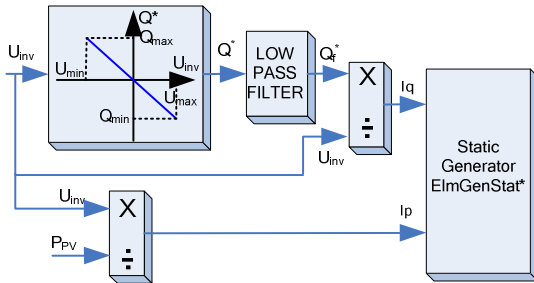 Q*
Qmax
Uinv
Umin
Uinv
Umax
Qmin
Q*
LOW
PASS
FILTER
Qf*
X
÷
Uinv
Iq
Static
Generator
ElmGenStat*
Uinv
X
÷
PPV
Ip